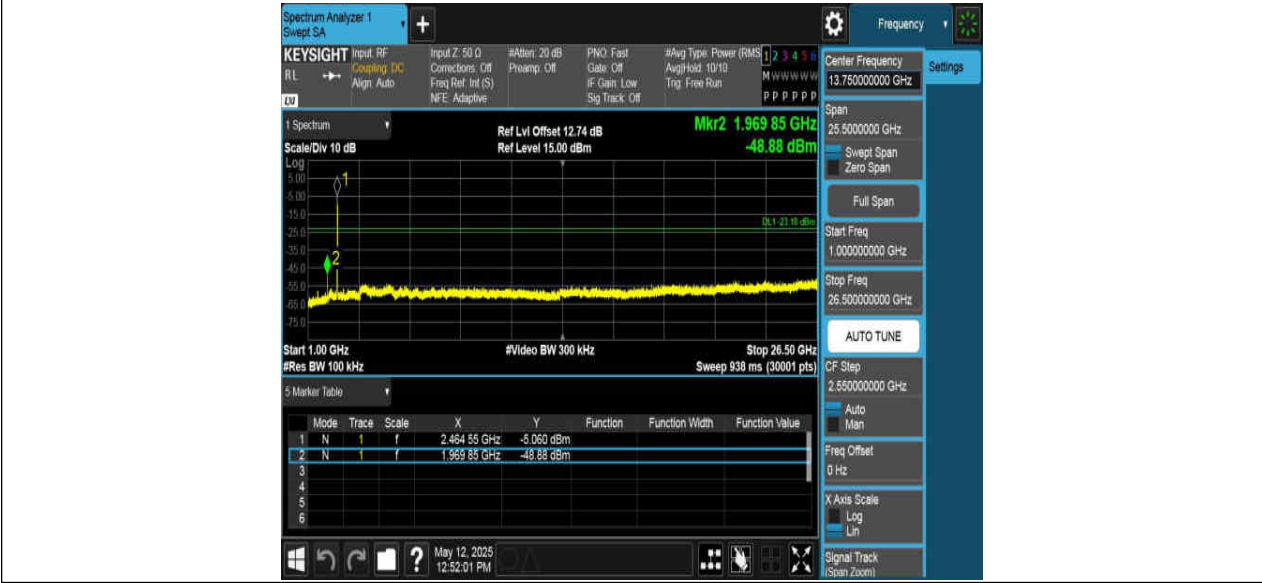 Spectrum Analyzer 1
Swept SA
+
Frequency
KEYSIGHT
RL
LXI
Input: RF
Coupling: DC
Align: Auto
Input Z: 50 Ω
Corrections: Off
Freq Ref: Int (S)
NFE: Adaptive
#Atten: 20 dB
Preamp: Off
PNO: Fast
Gate: Off
IF Gain: Low
Sig Track: Off
#Avg Type: Power (RMS
Avg|Hold: 10/10
Trig: Free Run
1 2 3 4 5 6
M W W W W W
P P P P P P
1 Spectrum
Scale/Div 10 dB
Ref Lvl Offset 12.74 dB
Ref Level 15.00 dBm
Mkr2 1.969 85 GHz
-48.88 dBm
Log
5.00
-5.00
-15.0
-25.0
-35.0
-45.0
-55.0
-65.0
-75.0
1
2
DL1 -23.18 dBm
Start 1.00 GHz
#Res BW 100 kHz
#Video BW 300 kHz
Stop 26.50 GHz
Sweep 938 ms (30001 pts)
5 Marker Table
Mode Trace Scale X Y Function Function Width Function Value
1 N 1 f 2.464 55 GHz -5.060 dBm
2 N 1 f 1.969 85 GHz -48.88 dBm
3
4
5
6
?
May 12, 2025
12:52:01 PM
Center Frequency
13.750000000 GHz
Settings
Span
25.5000000 GHz
Swept Span
Zero Span
Full Span
Start Freq
1.000000000 GHz
Stop Freq
26.500000000 GHz
AUTO TUNE
CF Step
2.550000000 GHz
Auto
Man
Freq Offset
0 Hz
X Axis Scale
Log
Lin
Signal Track
(Span Zoom)